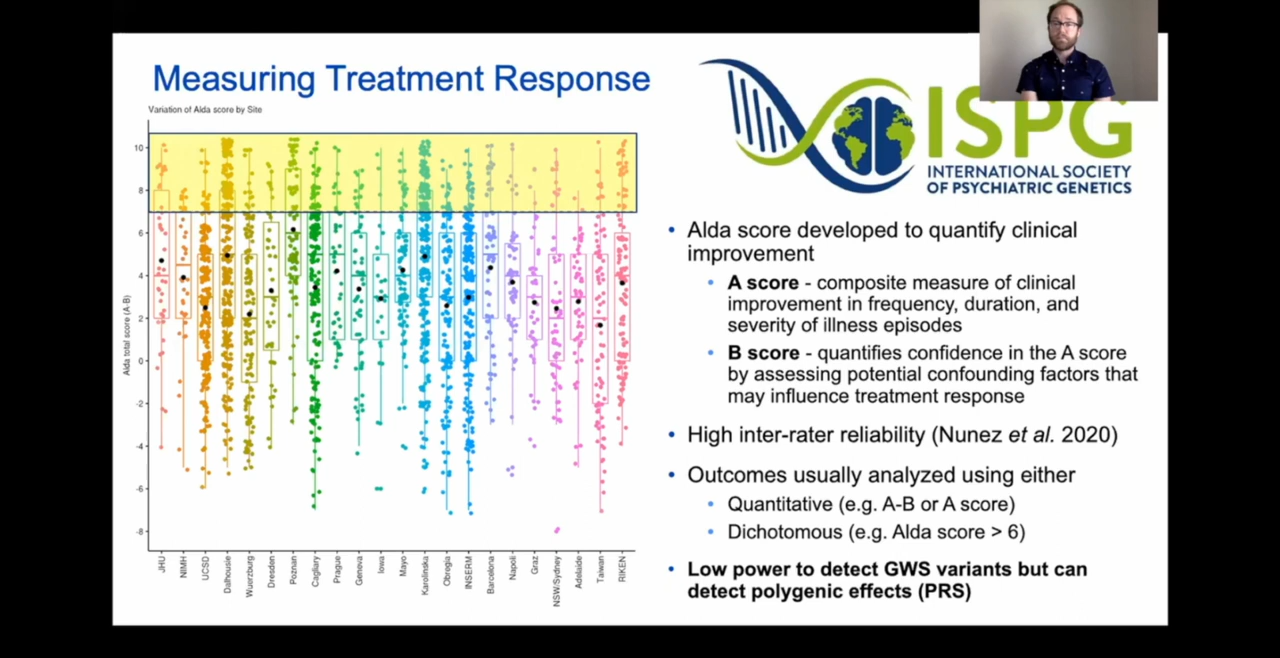 Measuring Treatment Response
ISPG
INTERNATIONAL SOCIETY
OF PSYCHIATRIC GENETICS
Variation of Alda score by Site
Alda total score (A-B)
10
8
6
4
2
0
-2
-4
-6
-8
JHU
NIMH
UCSD
Dalhousie
Wuerzburg
Dresden
Poznan
Cagliary
Prague
Geneva
Iowa
Mayo
Karolinska
Obregia
INSERM
Barcelona
Napoli
Graz
NSW/Sydney
Adelaide
Taiwan
RIKEN
• Alda score developed to quantify clinical
improvement
• A score - composite measure of clinical
improvement in frequency, duration, and
severity of illness episodes
• B score - quantifies confidence in the A score
by assessing potential confounding factors that
may influence treatment response
• High inter-rater reliability (Nunez et al. 2020)
• Outcomes usually analyzed using either
• Quantitative (e.g. A-B or A score)
• Dichotomous (e.g. Alda score > 6)
• Low power to detect GWS variants but can
detect polygenic effects (PRS)